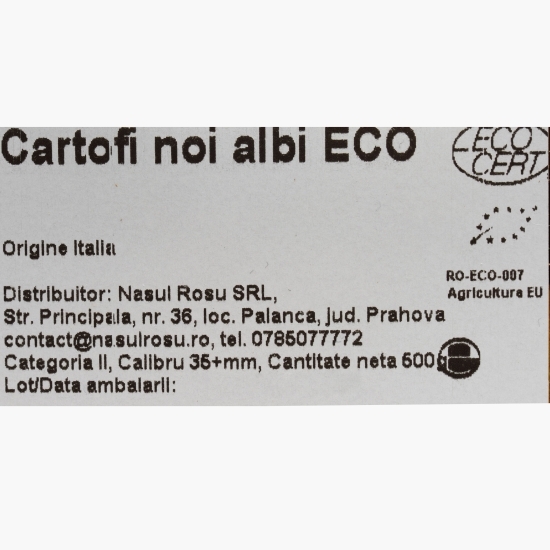 Cartofi noi albi ECO
ECO
CERT
Origine Italia
RO-ECO-007
Agricultura EU
Distribuitor: Nasul Rosu SRL,
Str. Principala, nr. 36, loc. Palanca, jud. Prahova
contact@nasulrosu.ro, tel. 0785077772
Categoria II, Calibru 35+mm, Cantitate neta 500g
Lot/Data ambalarii: